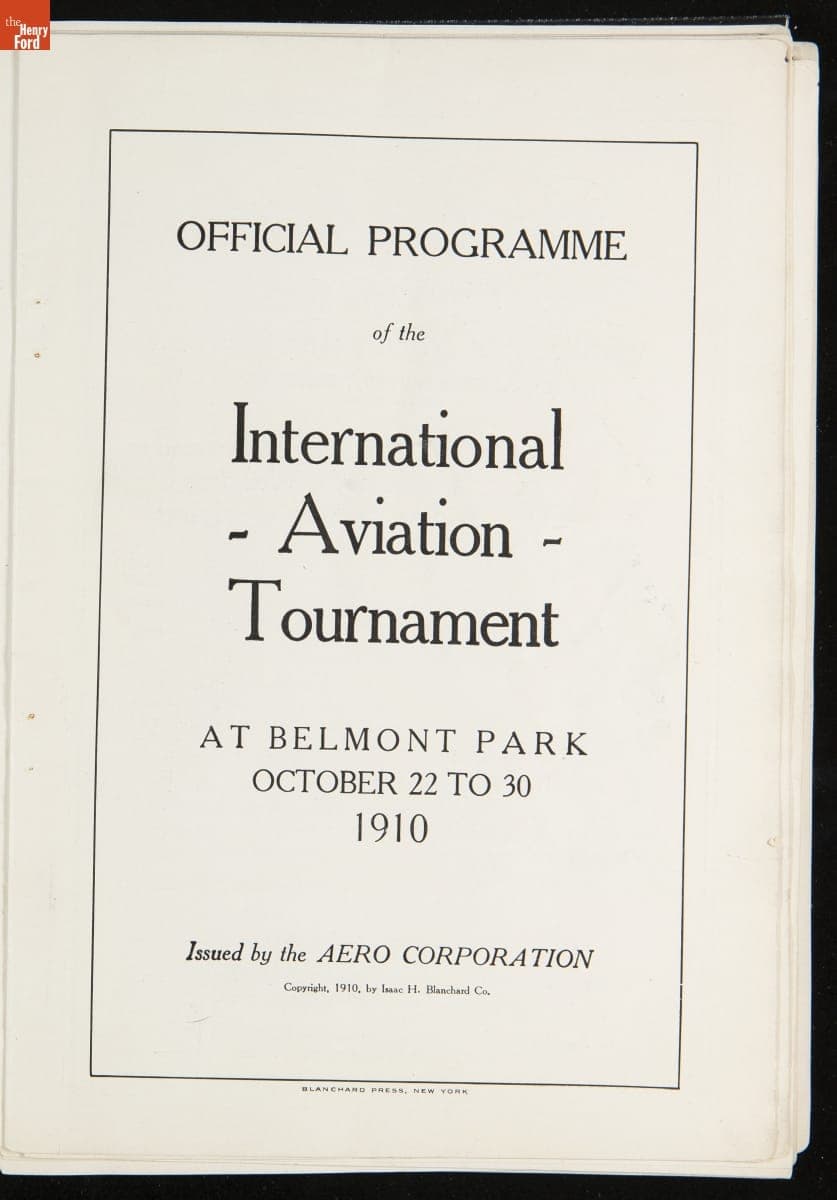 the
Henry
Ford
OFFICIAL PROGRAMME
of the
International
- Aviation -
Tournament
AT BELMONT PARK
OCTOBER 22 TO 30
1910
Issued by the AERO CORPORATION
Copyright, 1910, by Isaac H. Blanchard Co.
BLANCHARD PRESS, NEW YORK